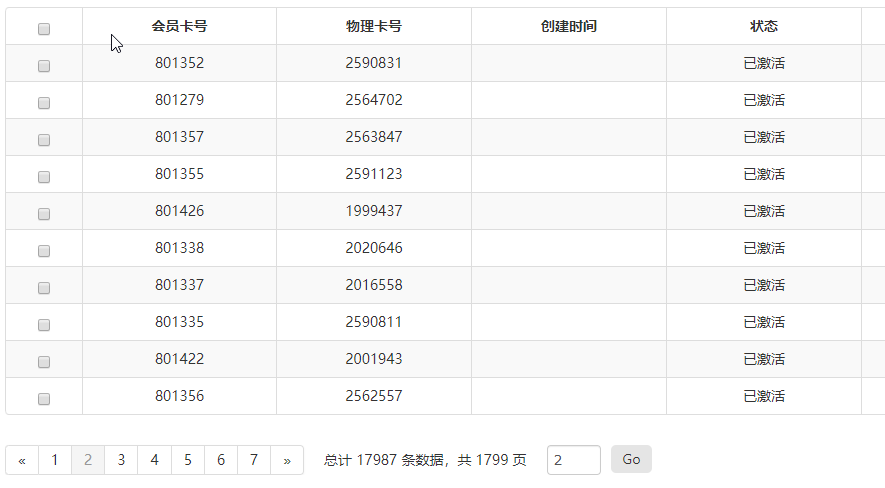 会员卡号 物理卡号 创建时间 状态
801352 2590831 已激活
801279 2564702 已激活
801357 2563847 已激活
801355 2591123 已激活
801426 1999437 已激活
801338 2020646 已激活
801337 2016558 已激活
801335 2590811 已激活
801422 2001943 已激活
801356 2562557 已激活
« 1 2 3 4 5 6 7 » 总计 17987 条数据，共 1799 页 2 Go